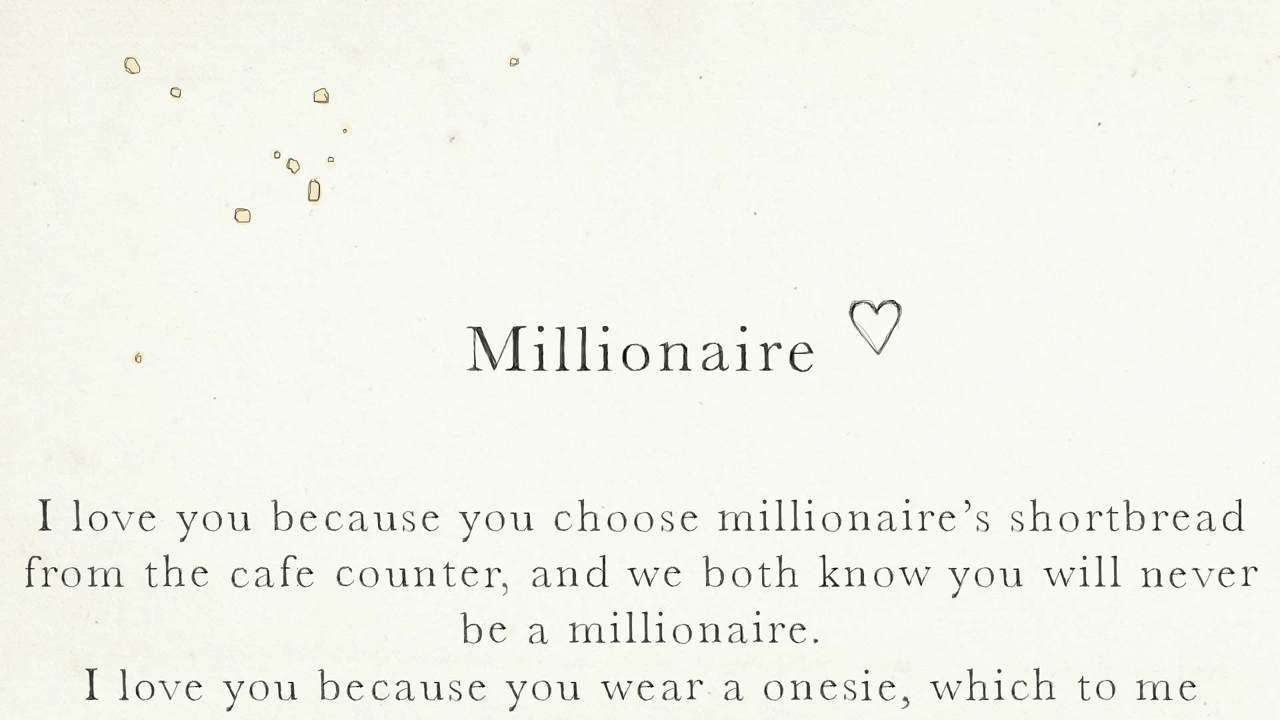 Millionaire
I love you because you choose millionaire’s shortbread
from the cafe counter, and we both know you will never
be a millionaire.
I love you because you wear a onesie, which to me